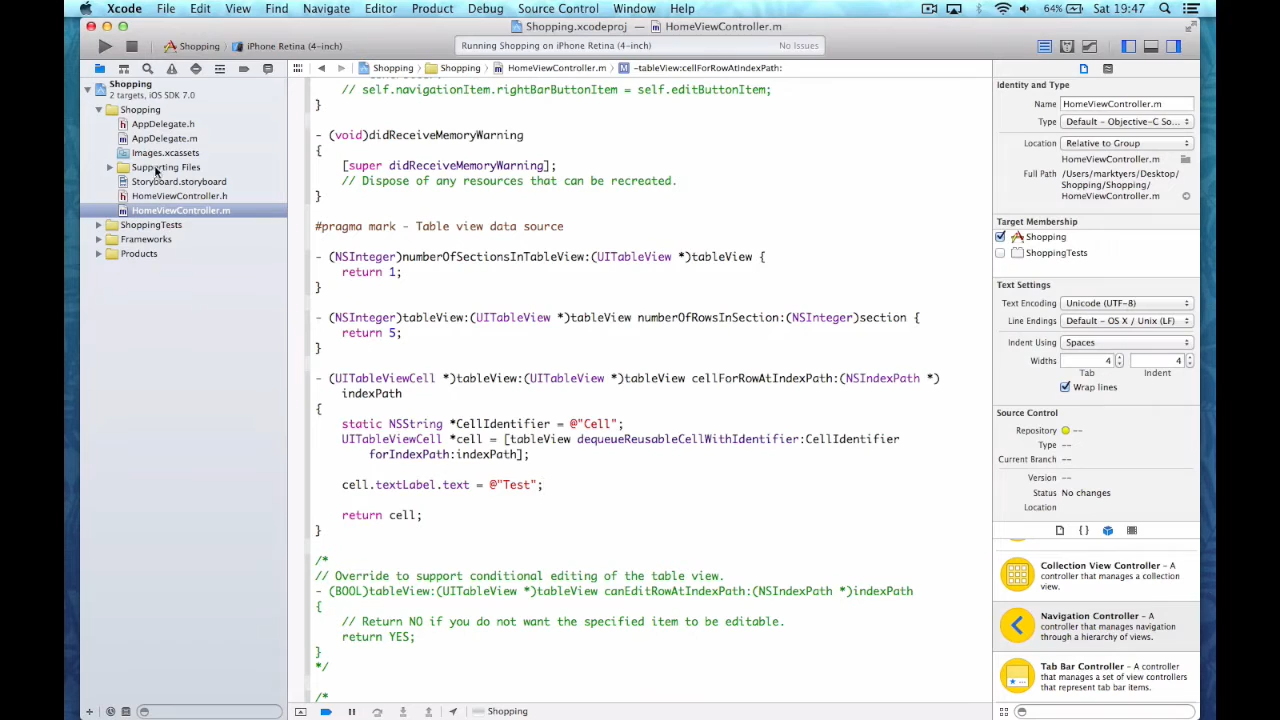 Xcode File Edit View Find Navigate Editor Product Debug Source Control Window Help 64% Sat 19:47
Shopping.xcodeproj — HomeViewController.m
Shopping iPhone Retina (4-inch) Running Shopping on iPhone Retina (4-inch) No Issues
Shopping Shopping HomeViewController.m M -tableView:cellForRowAtIndexPath:
Shopping
2 targets, iOS SDK 7.0
Shopping
AppDelegate.h
AppDelegate.m
Images.xcassets
Supporting Files
Storyboard.storyboard
HomeViewController.h
HomeViewController.m
ShoppingTests
Frameworks
Products
// self.navigationItem.rightBarButtonItem = self.editButtonItem;
}
- (void)didReceiveMemoryWarning
{
[super didReceiveMemoryWarning];
// Dispose of any resources that can be recreated.
}
#pragma mark - Table view data source
- (NSInteger)numberOfSectionsInTableView:(UITableView *)tableView {
return 1;
}
- (NSInteger)tableView:(UITableView *)tableView numberOfRowsInSection:(NSInteger)section {
return 5;
}
- (UITableViewCell *)tableView:(UITableView *)tableView cellForRowAtIndexPath:(NSIndexPath *)
indexPath
{
static NSString *CellIdentifier = @"Cell";
UITableViewCell *cell = [tableView dequeueReusableCellWithIdentifier:CellIdentifier
forIndexPath:indexPath];
cell.textLabel.text = @"Test";
return cell;
}
/*
// Override to support conditional editing of the table view.
- (BOOL)tableView:(UITableView *)tableView canEditRowAtIndexPath:(NSIndexPath *)indexPath
{
// Return NO if you do not want the specified item to be editable.
return YES;
}
*/
/*
Shopping
Identity and Type
Name HomeViewController.m
Type Default - Objective-C So...
Location Relative to Group
HomeViewController.m
Full Path /Users/marktyers/Desktop/
Shopping/Shopping/
HomeViewController.m
Target Membership
Shopping
ShoppingTests
Text Settings
Text Encoding Unicode (UTF-8)
Line Endings Default - OS X / Unix (LF)
Indent Using Spaces
Widths 4 4
Tab Indent
Wrap lines
Source Control
Repository --
Type --
Current Branch --
Version --
Status No changes
Location
{ }
Collection View Controller - A
controller that manages a collection
view.
Navigation Controller - A
controller that manages navigation
through a hierarchy of views.
Tab Bar Controller - A controller
that manages a set of view controllers
that represent tab bar items.